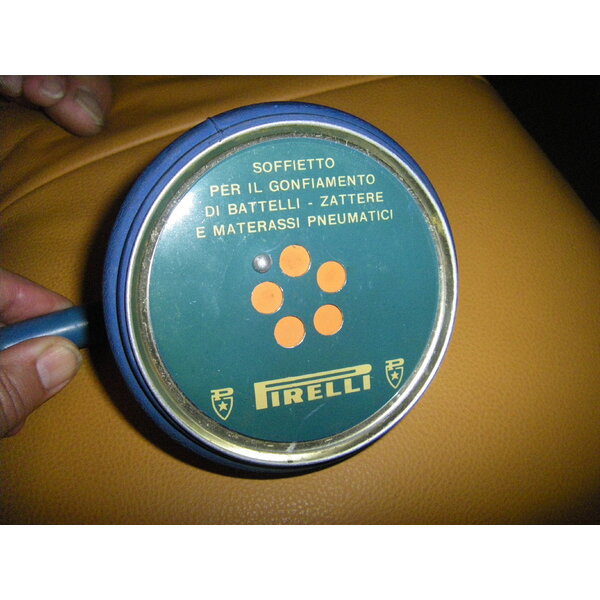 SOFFIETTO
PER IL GONFIAMENTO
DI BATTELLI - ZATTERE
E MATERASSI PNEUMATICI
P PIRELLI P